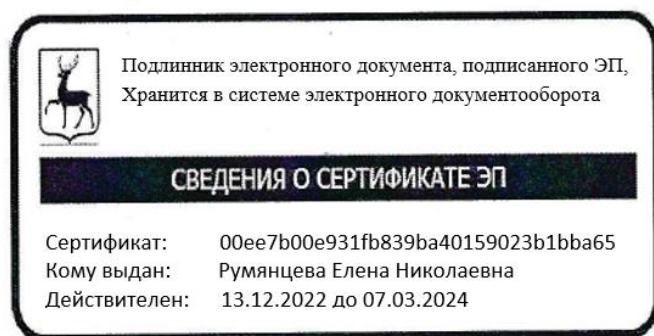 Подлинник электронного документа, подписанного ЭП,
Хранится в системе электронного документооборота
СВЕДЕНИЯ О СЕРТИФИКАТЕ ЭП
Сертификат: 00ee7b00e931fb839ba40159023b1bba65
Кому выдан: Румянцева Елена Николаевна
Действителен: 13.12.2022 до 07.03.2024